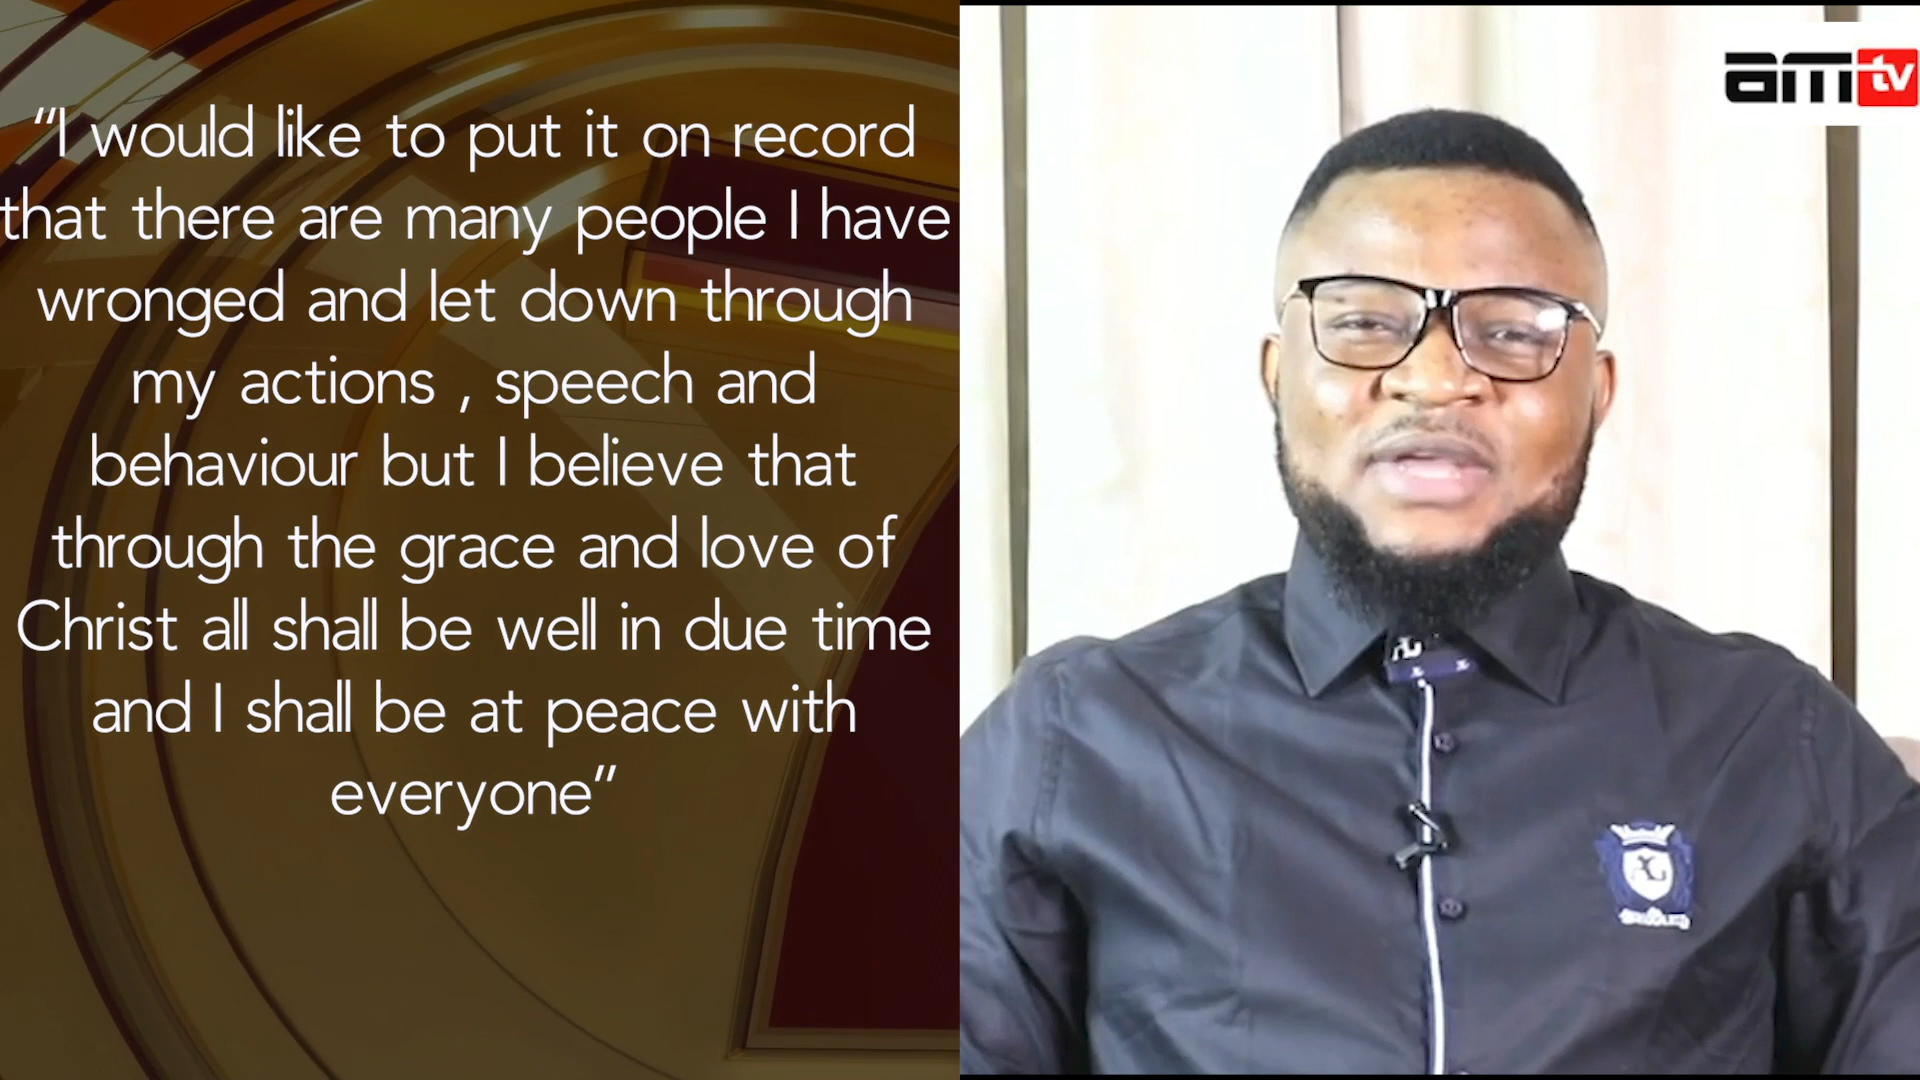 “I would like to put it on record
that there are many people I have
wronged and let down through
my actions , speech and
behaviour but I believe that
through the grace and love of
Christ all shall be well in due time
and I shall be at peace with
everyone”
amtv